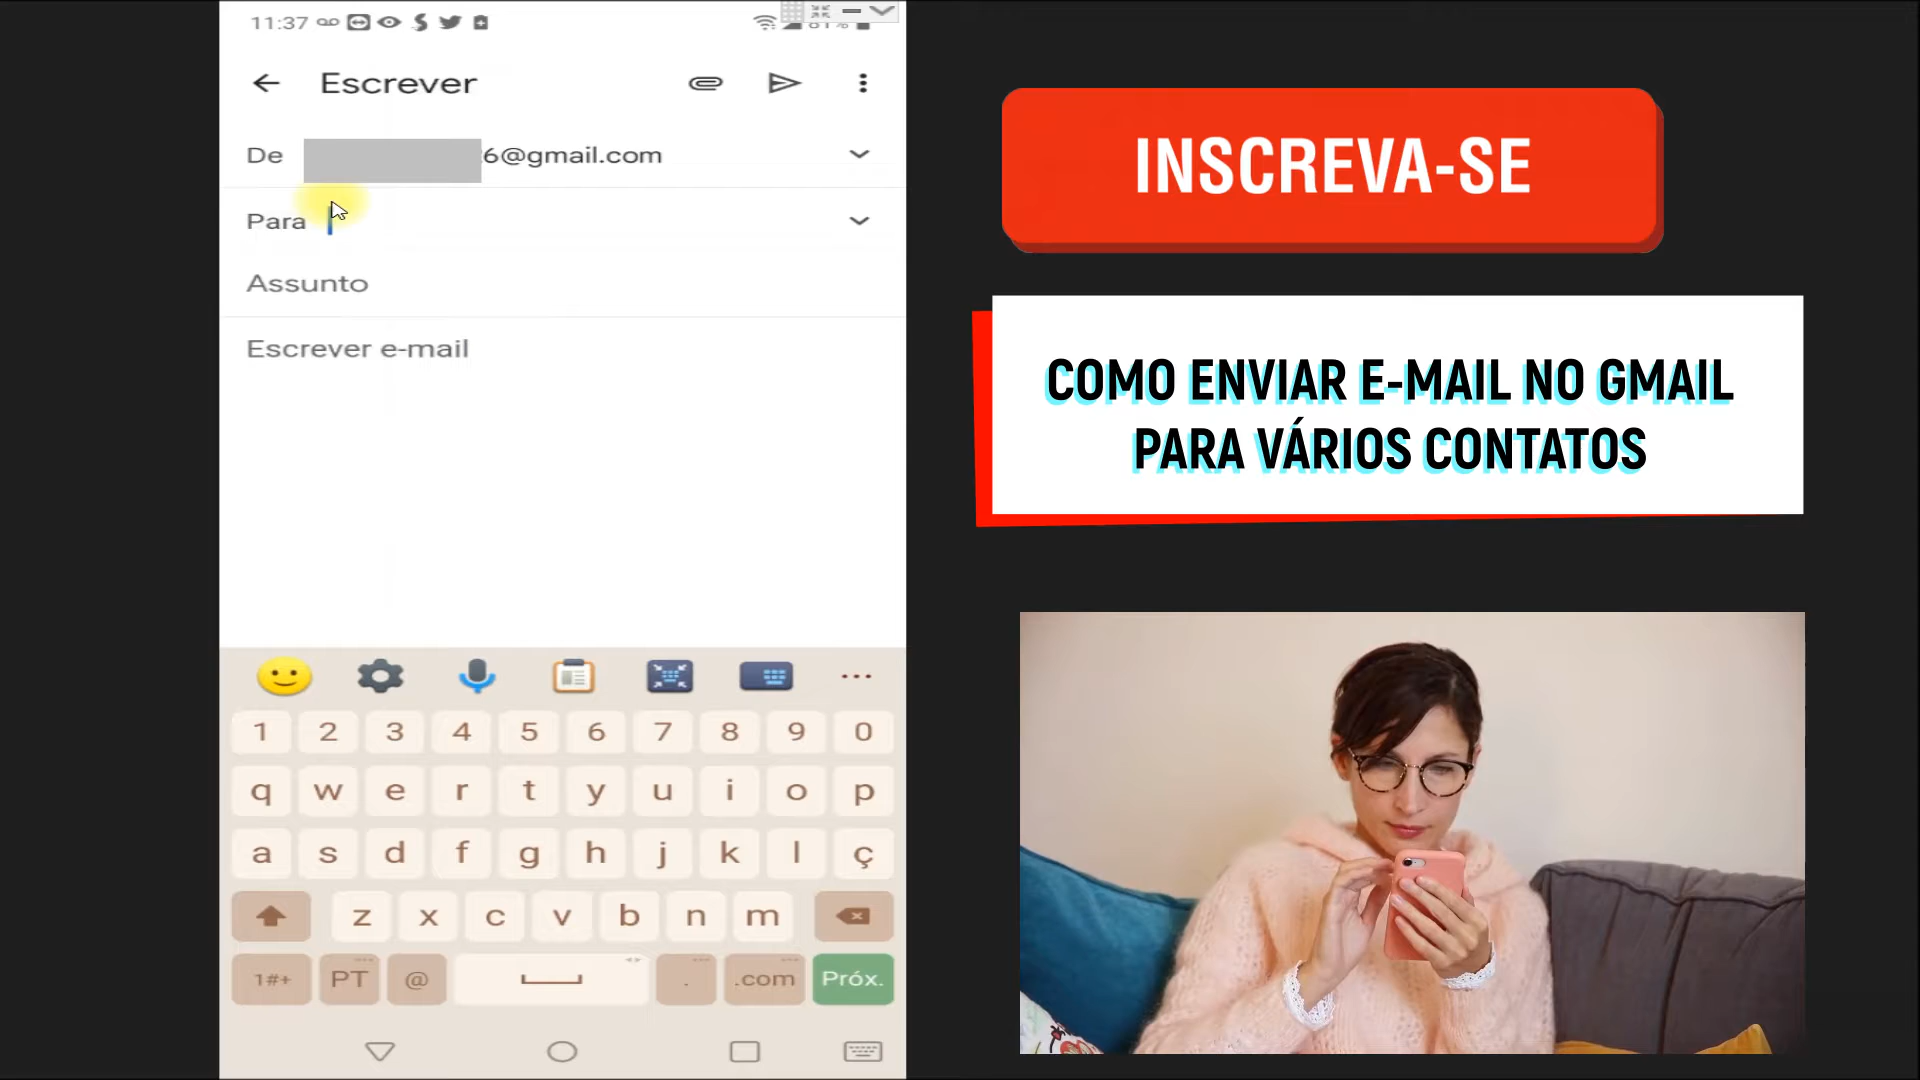 11:37
81%
Escrever
De 6@gmail.com
Para
Assunto
Escrever e-mail
1 2 3 4 5 6 7 8 9 0
q w e r t y u i o p
a s d f g h j k l ç
z x c v b n m
1#+ PT @ . .com Próx.
INSCREVA-SE
COMO ENVIAR E-MAIL NO GMAIL
PARA VÁRIOS CONTATOS